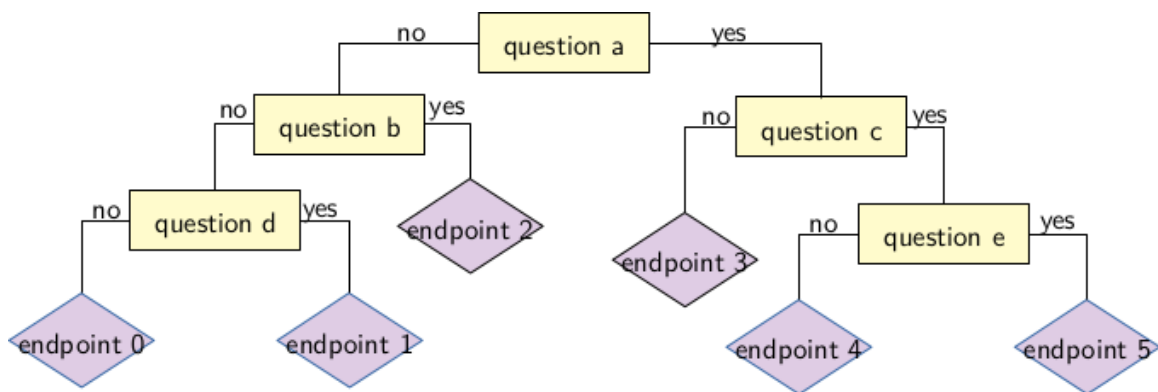 no
question a
yes
no
question b
yes
no
question c
yes
no
question d
yes
endpoint 2
no
question e
yes
endpoint 3
endpoint 0
endpoint 1
endpoint 4
endpoint 5